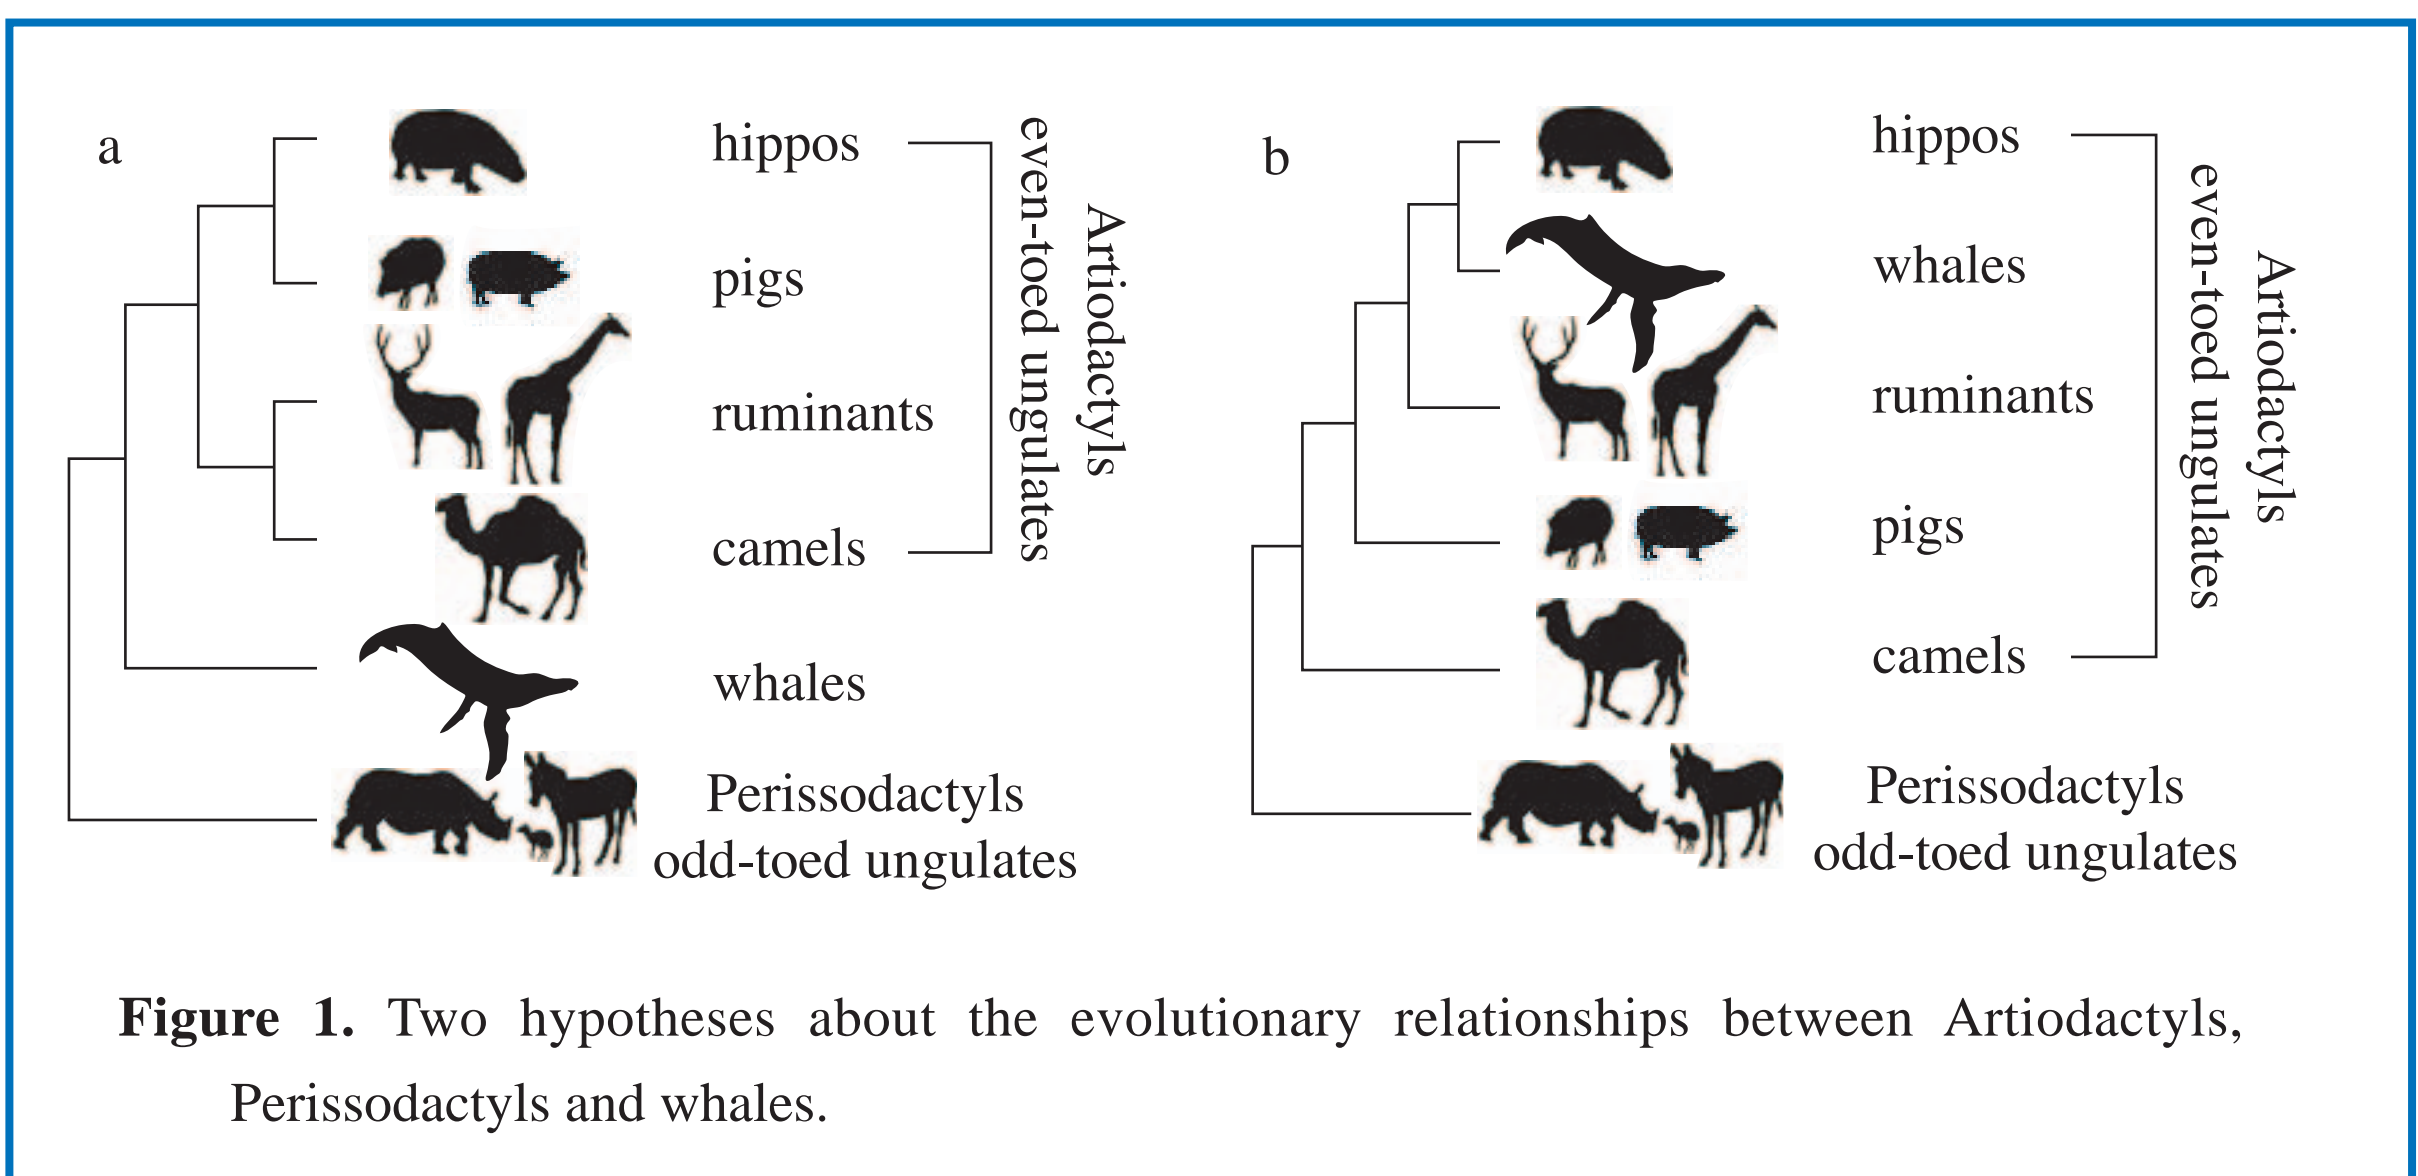 a
hippos
pigs
ruminants
camels
even-toed ungulates
Artiodactyls
whales
Perissodactyls
odd-toed ungulates
b
hippos
whales
ruminants
pigs
camels
even-toed ungulates
Artiodactyls
Perissodactyls
odd-toed ungulates
Figure 1. Two hypotheses about the evolutionary relationships between Artiodactyls,
Perissodactyls and whales.